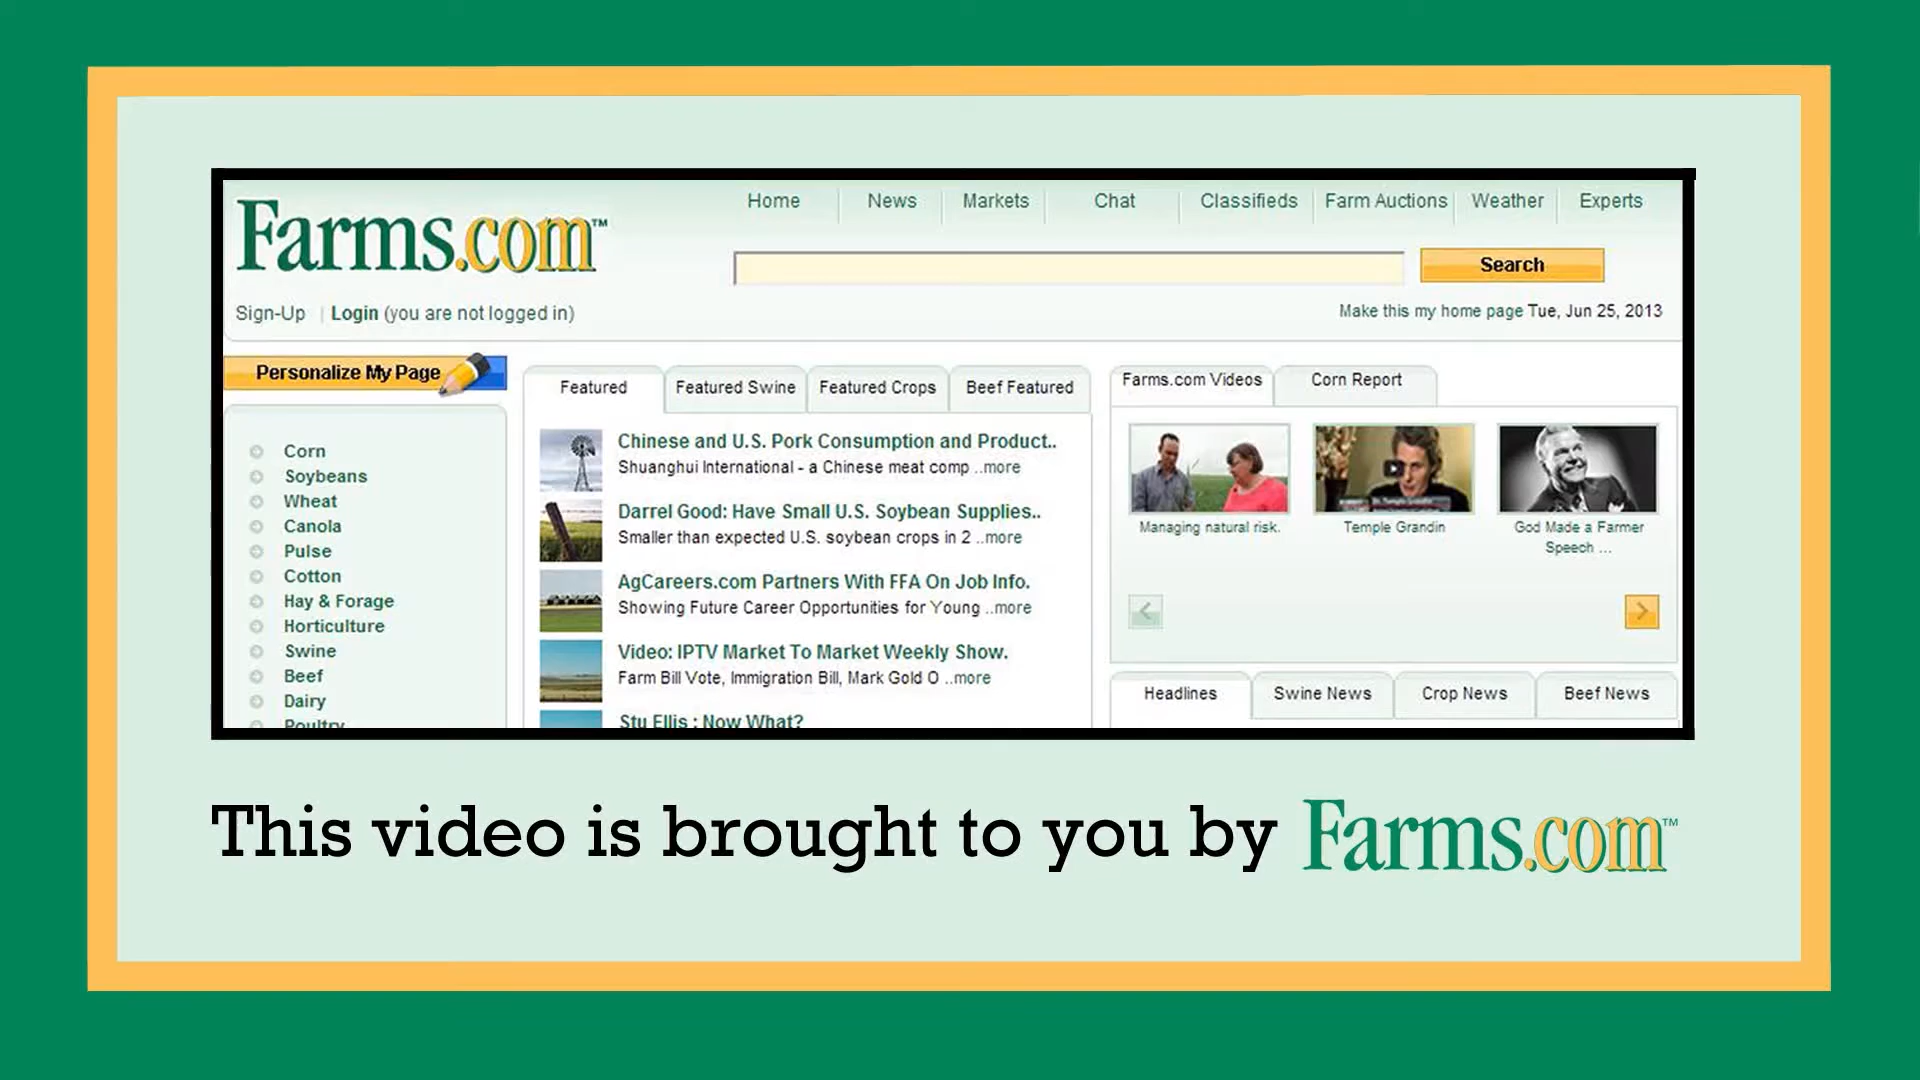 Farms.com™
Home News Markets Chat Classifieds Farm Auctions Weather Experts
Search
Sign-Up | Login (you are not logged in)
Make this my home page Tue, Jun 25, 2013
Personalize My Page
Corn
Soybeans
Wheat
Canola
Pulse
Cotton
Hay & Forage
Horticulture
Swine
Beef
Dairy
Poultry
Featured Featured Swine Featured Crops Beef Featured
Chinese and U.S. Pork Consumption and Product..
Shuanghui International - a Chinese meat comp ..more
Darrel Good: Have Small U.S. Soybean Supplies..
Smaller than expected U.S. soybean crops in 2 ..more
AgCareers.com Partners With FFA On Job Info.
Showing Future Career Opportunities for Young ..more
Video: IPTV Market To Market Weekly Show.
Farm Bill Vote, Immigration Bill, Mark Gold O ..more
Stu Ellis : Now What?
Farms.com Videos Corn Report
Managing natural risk.
Temple Grandin
God Made a Farmer
Speech ...
Headlines Swine News Crop News Beef News
This video is brought to you by Farms.com™